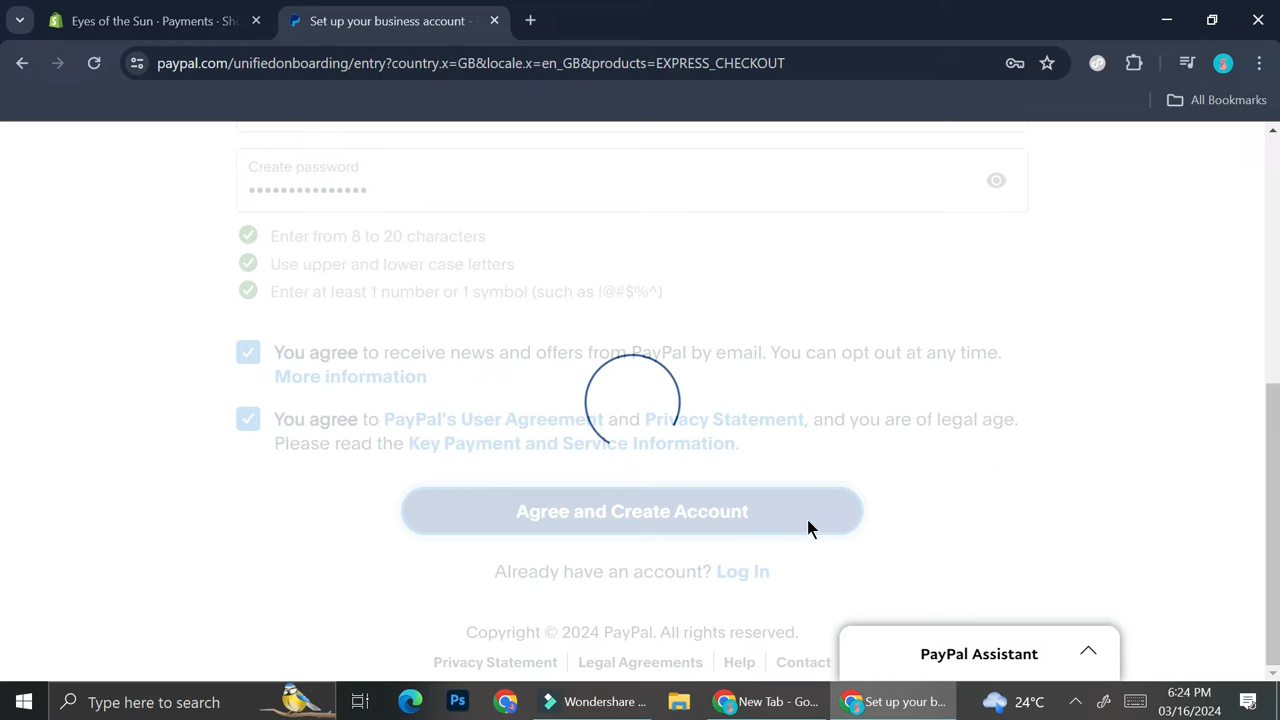 Eyes of the Sun · Payments · Sh
Set up your business account -
paypal.com/unifiedonboarding/entry?country.x=GB&locale.x=en_GB&products=EXPRESS_CHECKOUT
All Bookmarks
Create password
Enter from 8 to 20 characters
Use upper and lower case letters
Enter at least 1 number or 1 symbol (such as !@#$%^)
You agree to receive news and offers from PayPal by email. You can opt out at any time.
More information
You agree to PayPal's User Agreement and Privacy Statement, and you are of legal age.
Please read the Key Payment and Service Information.
Agree and Create Account
Already have an account? Log In
Copyright © 2024 PayPal. All rights reserved.
Privacy Statement Legal Agreements Help Contact
PayPal Assistant
Type here to search
Ps
Wondershare ...
New Tab - Go...
Set up your b...
24°C
6:24 PM
03/16/2024